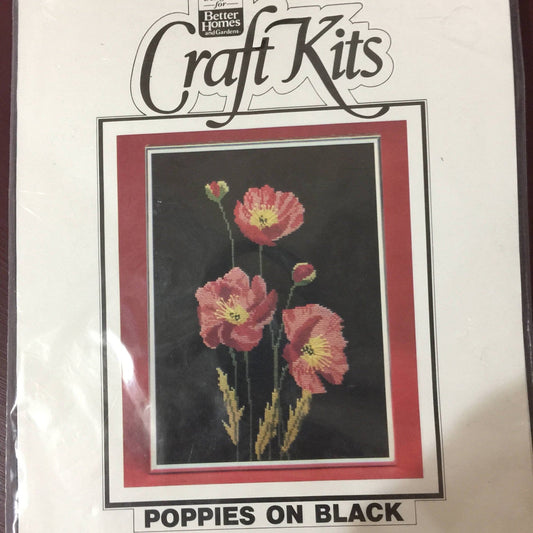 for
Better
Homes
and Gardens
Craft Kits
POPPIES ON BLACK